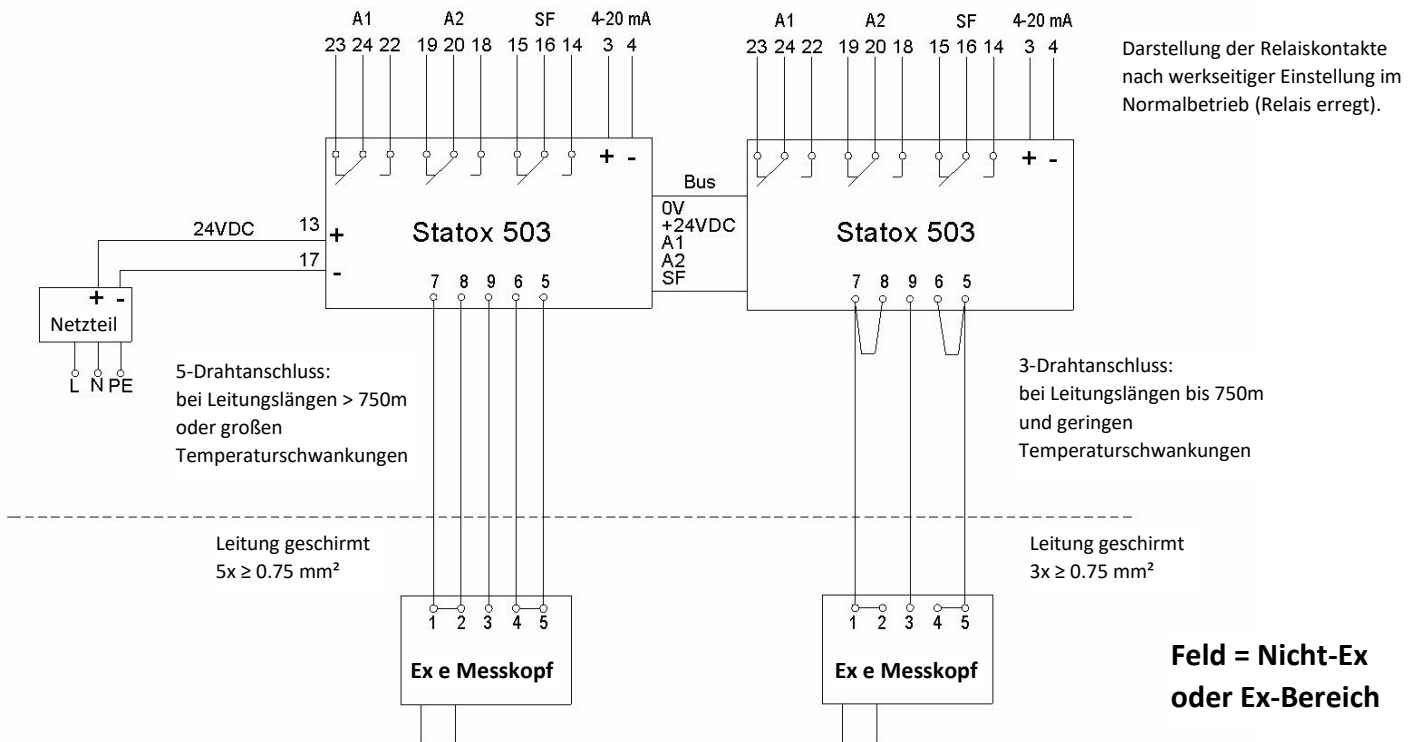 A1 A2 SF 4-20 mA
23 24 22 19 20 18 15 16 14 3 4
A1 A2 SF 4-20 mA
23 24 22 19 20 18 15 16 14 3 4
Darstellung der Relaiskontakte
nach werkseitiger Einstellung im
Normalbetrieb (Relais erregt).
+ -
+ -
Bus
0V
+24VDC
A1
A2
SF
24VDC
13 +
17 -
Statox 503
Statox 503
7 8 9 6 5
7 8 9 6 5
+ -
Netzteil
L N PE
5-Drahtanschluss:
bei Leitungslängen > 750m
oder großen
Temperaturschwankungen
3-Drahtanschluss:
bei Leitungslängen bis 750m
und geringen
Temperaturschwankungen
Leitung geschirmt
5x ≥ 0.75 mm²
Leitung geschirmt
3x ≥ 0.75 mm²
1 2 3 4 5
Ex e Messkopf
1 2 3 4 5
Ex e Messkopf
Feld = Nicht-Ex
oder Ex-Bereich